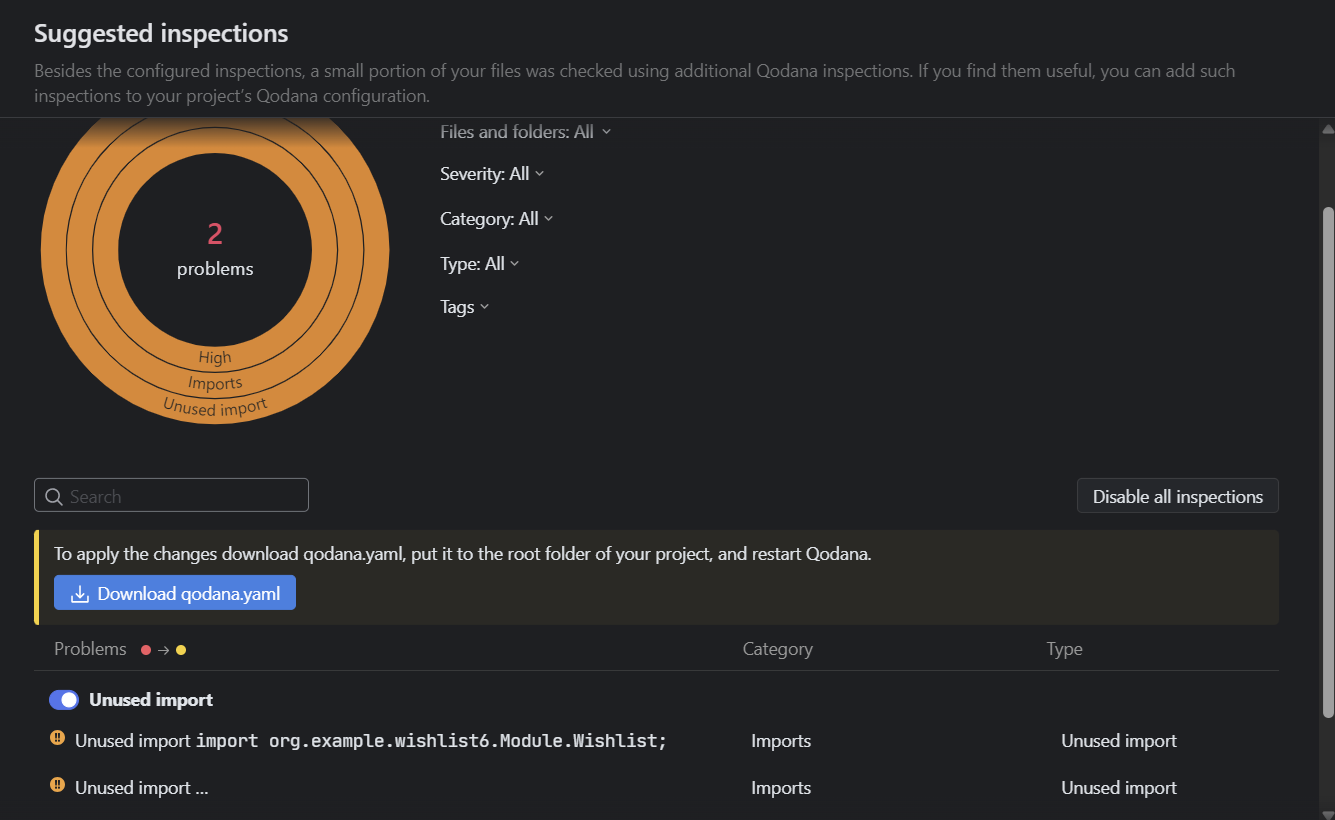 Suggested inspections
Besides the configured inspections, a small portion of your files was checked using additional Qodana inspections. If you find them useful, you can add such
inspections to your project's Qodana configuration.
Files and folders: All
Severity: All
Category: All
Type: All
Tags
2
problems
High
Imports
Unused import
Search
Disable all inspections
To apply the changes download qodana.yaml, put it to the root folder of your project, and restart Qodana.
Download qodana.yaml
Problems → Category Type
Unused import
Unused import import org.example.wishlist6.Module.Wishlist; Imports Unused import
Unused import ... Imports Unused import